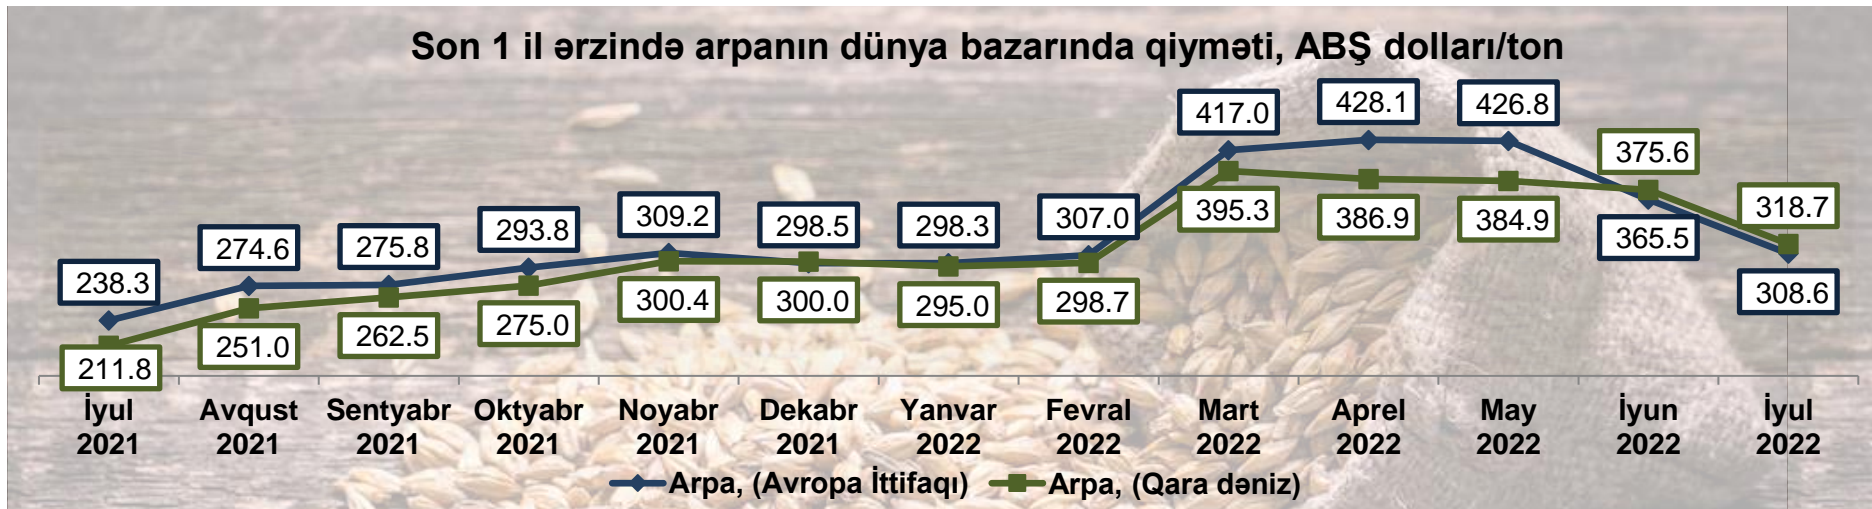 Son 1 il ərzində arpanın dünya bazarında qiyməti, ABŞ dolları/ton
417.0 428.1 426.8
375.6
238.3 274.6 275.8 293.8 309.2 298.5 298.3 307.0 318.7
211.8 251.0 262.5 275.0 300.4 300.0 295.0 298.7 395.3 386.9 384.9 365.5 308.6
İyul Avqust Sentyabr Oktyabr Noyabr Dekabr Yanvar Fevral Mart Aprel May İyun İyul
2021 2021 2021 2021 2021 2021 2022 2022 2022 2022 2022 2022 2022
Arpa, (Avropa İttifaqı) Arpa, (Qara dəniz)